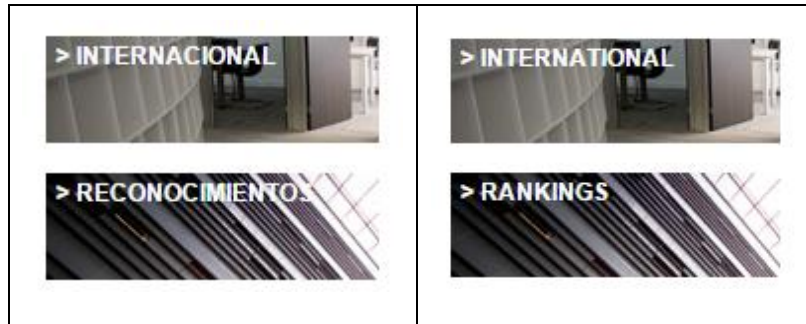 > INTERNACIONAL
> RECONOCIMIENTOS
> INTERNATIONAL
> RANKINGS